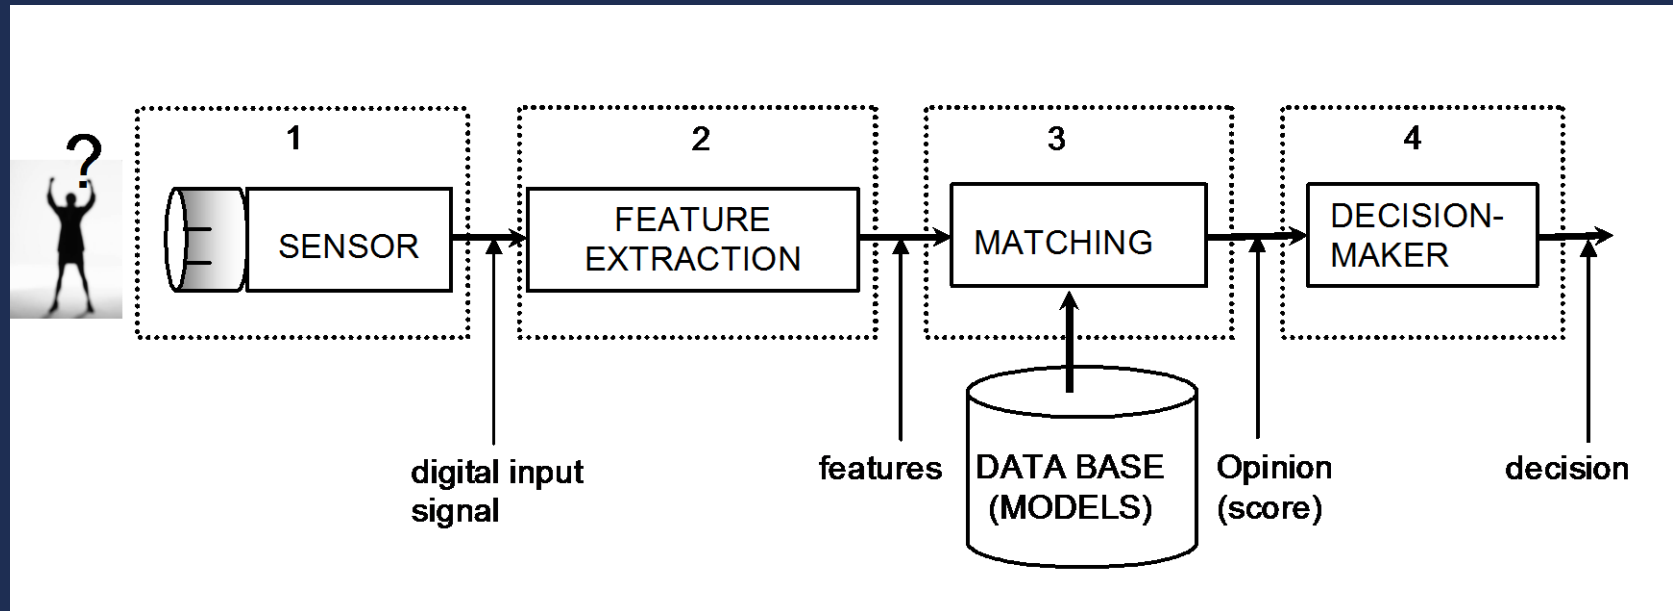 ?
1
SENSOR
2
FEATURE
EXTRACTION
3
MATCHING
4
DECISION-
MAKER
digital input
signal
features
DATA BASE
(MODELS)
Opinion
(score)
decision